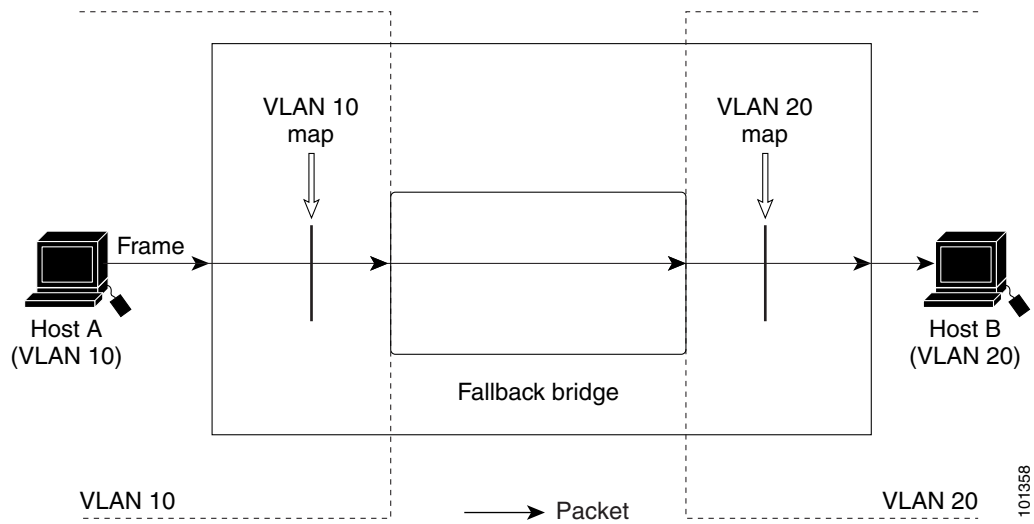 VLAN 10
map
VLAN 20
map
Frame
Host A
(VLAN 10)
Host B
(VLAN 20)
Fallback bridge
VLAN 10
Packet
VLAN 20
101358